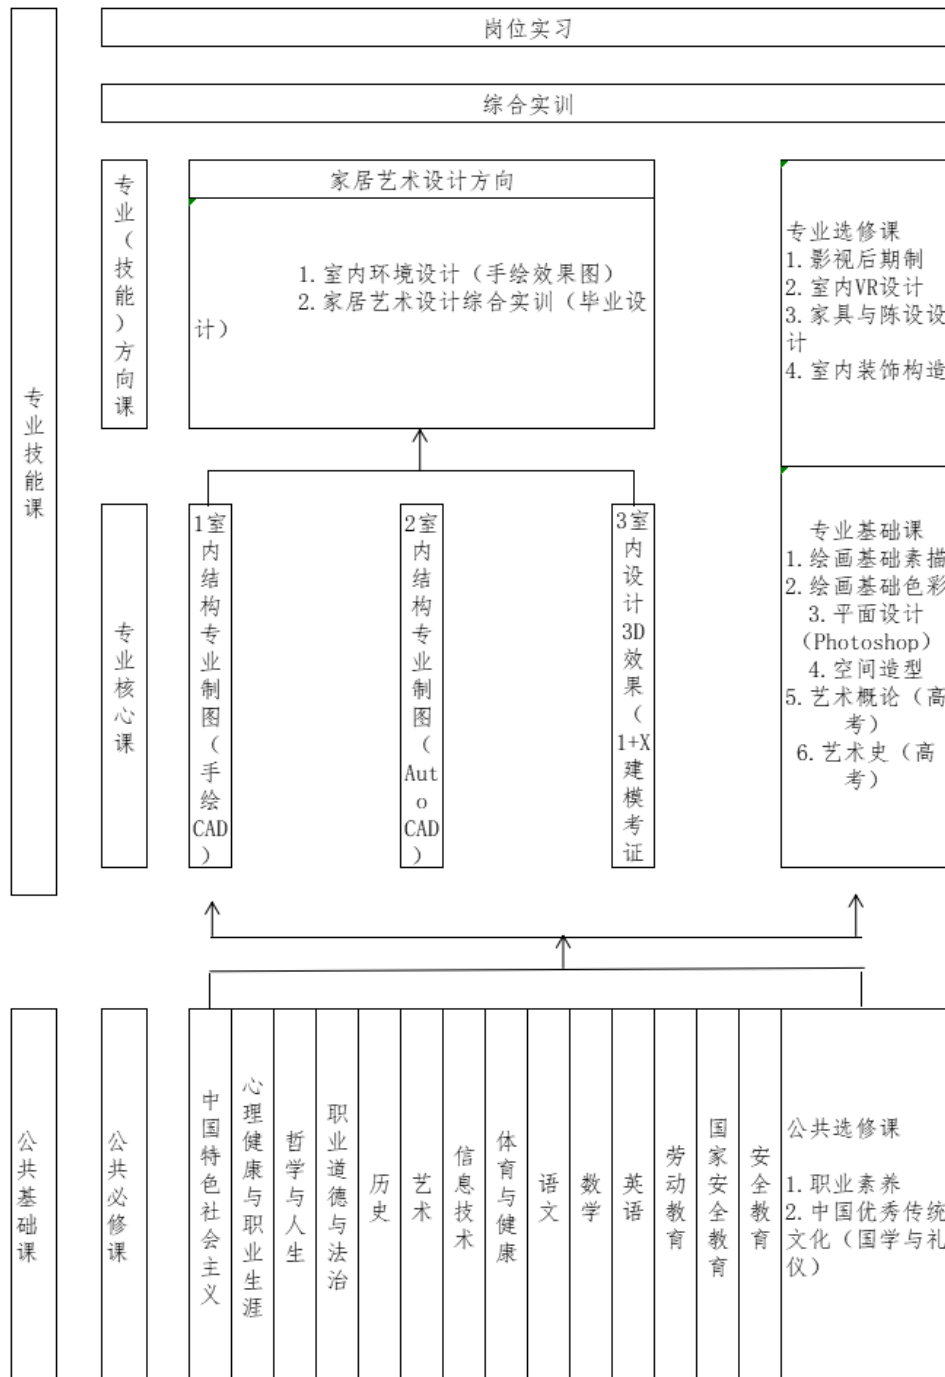 岗位实习
综合实训
专业技能课
专业（技能）方向课
家居艺术设计方向
1.室内环境设计（手绘效果图）
2.家居艺术设计综合实训（毕业设
计）
专业选修课
1.影视后期制
2.室内VR设计
3.家具与陈设设
计
4.室内装饰构造
专业核心课
1室内结构专业制图（手绘CAD）
2室内结构专业制图（AutoCAD）
3室内设计3D效果（1+X建模考证
专业基础课
1.绘画基础素描
2.绘画基础色彩
3.平面设计
（Photoshop）
4.空间造型
5.艺术概论（高
考）
6.艺术史（高
考）
公共基础课
公共必修课
中国特色社会主义
心理健康与职业生涯
哲学与人生
职业道德与法治
历史
艺术
信息技术
体育与健康
语文
数学
英语
劳动教育
国家安全教育
安全教育
公共选修课
1.职业素养
2.中国优秀传统
文化（国学与礼
仪）